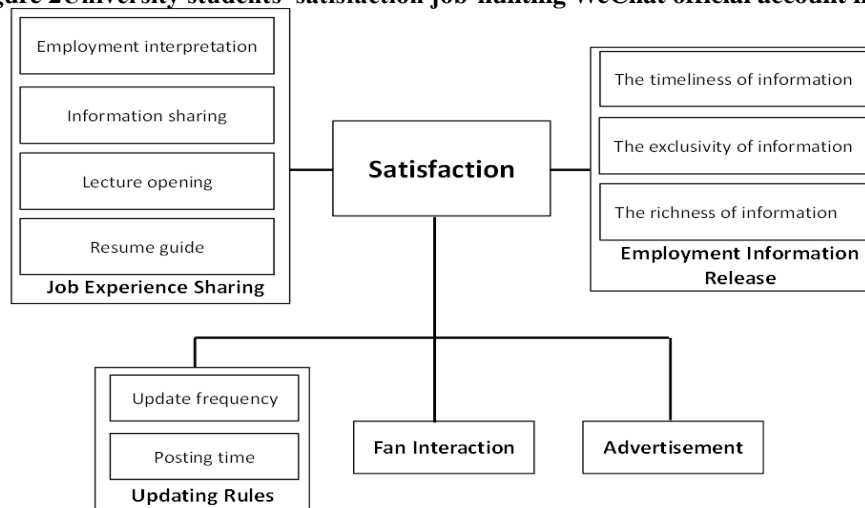 2University students' satisfaction job-hunting WeChat official account
Employment interpretation
Information sharing
Lecture opening
Resume guide
Job Experience Sharing
Satisfaction
The timeliness of information
The exclusivity of information
The richness of information
Employment Information
Release
Update frequency
Posting time
Updating Rules
Fan Interaction
Advertisement